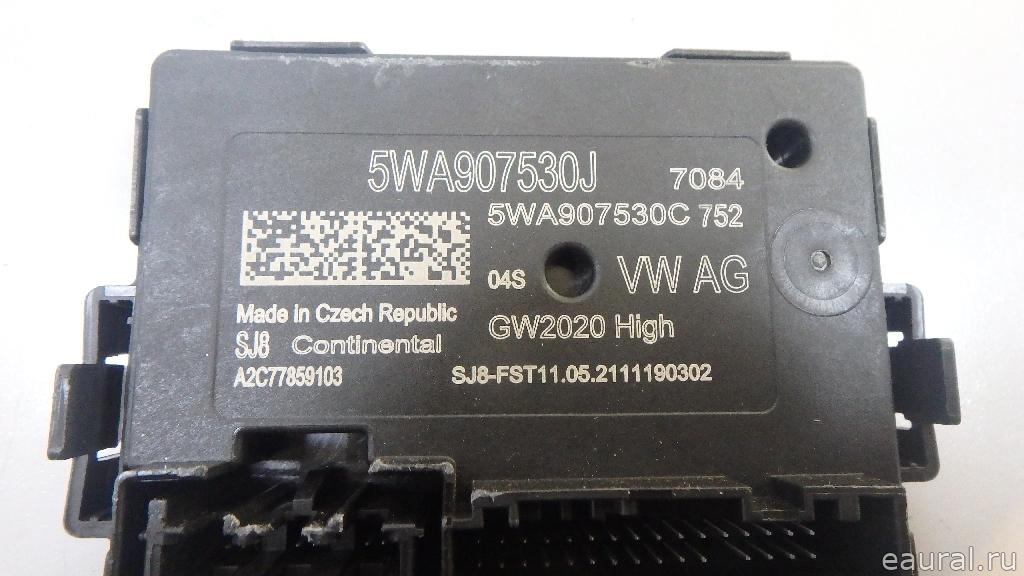 5WA907530J
7084
5WA907530C 752
04S VW AG
Made in Czech Republic
GW2020 High
SJ8 Continental
A2C77859103
SJ8-FST11.05.2111190302
eaural.ru